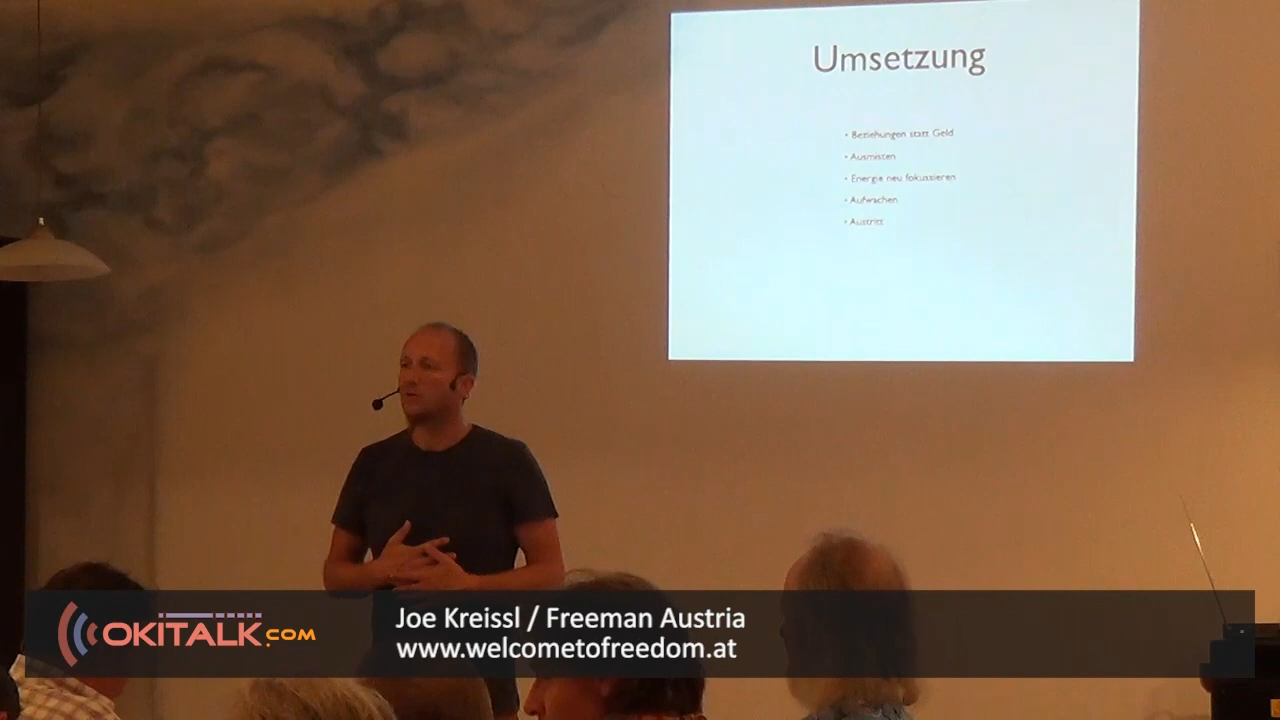 Umsetzung
• Beziehungen statt Geld
• Ausmisten
• Energie neu fokussieren
• Aufwachen
• Austritt
OKITALK.COM
Joe Kreissl / Freeman Austria
www.welcometofreedom.at